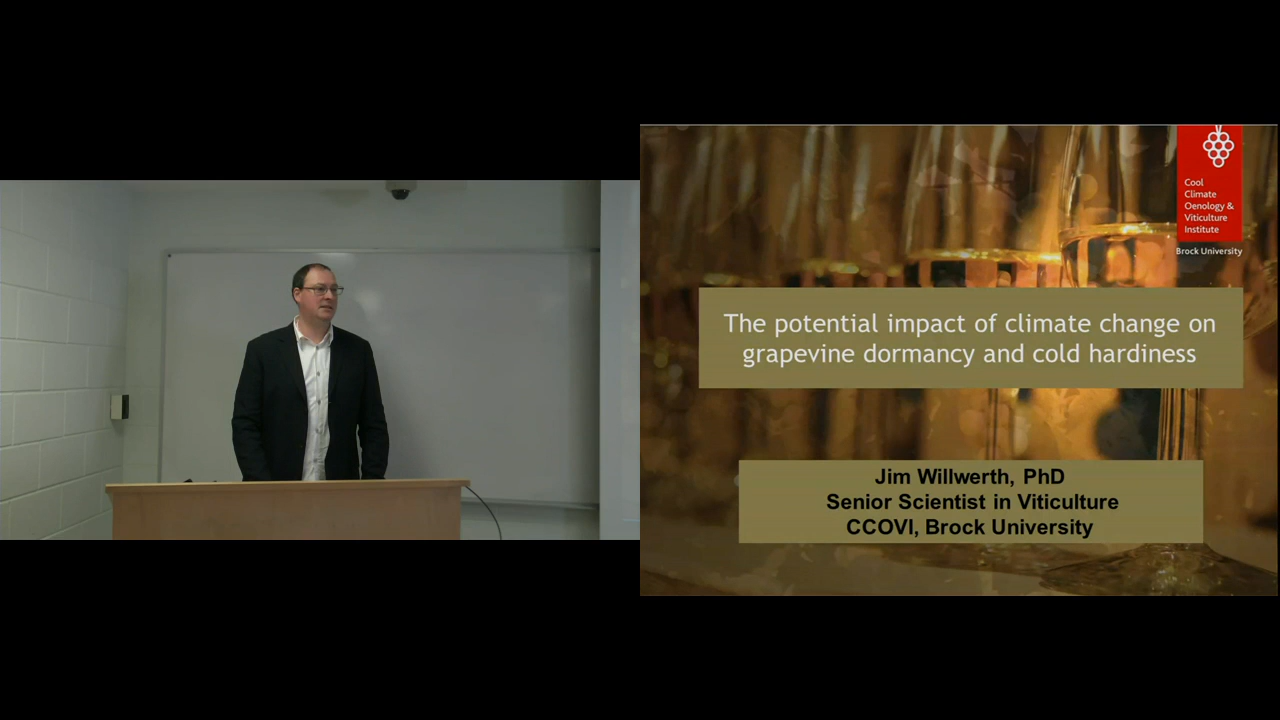 Cool
Climate
Oenology &
Viticulture
Institute
Brock University
The potential impact of climate change on
grapevine dormancy and cold hardiness
Jim Willwerth, PhD
Senior Scientist in Viticulture
CCOVI, Brock University